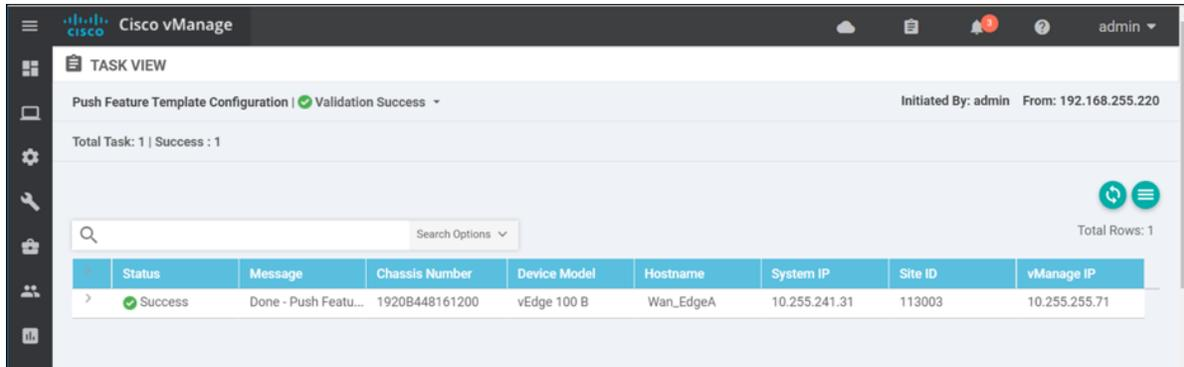 cisco Cisco vManage 3 admin
TASK VIEW
Push Feature Template Configuration | Validation Success Initiated By: admin From: 192.168.255.220
Total Task: 1 | Success : 1
Search Options Total Rows: 1
Status Message Chassis Number Device Model Hostname System IP Site ID vManage IP
Success Done - Push Featu... 1920B448161200 vEdge 100 B Wan_EdgeA 10.255.241.31 113003 10.255.255.71